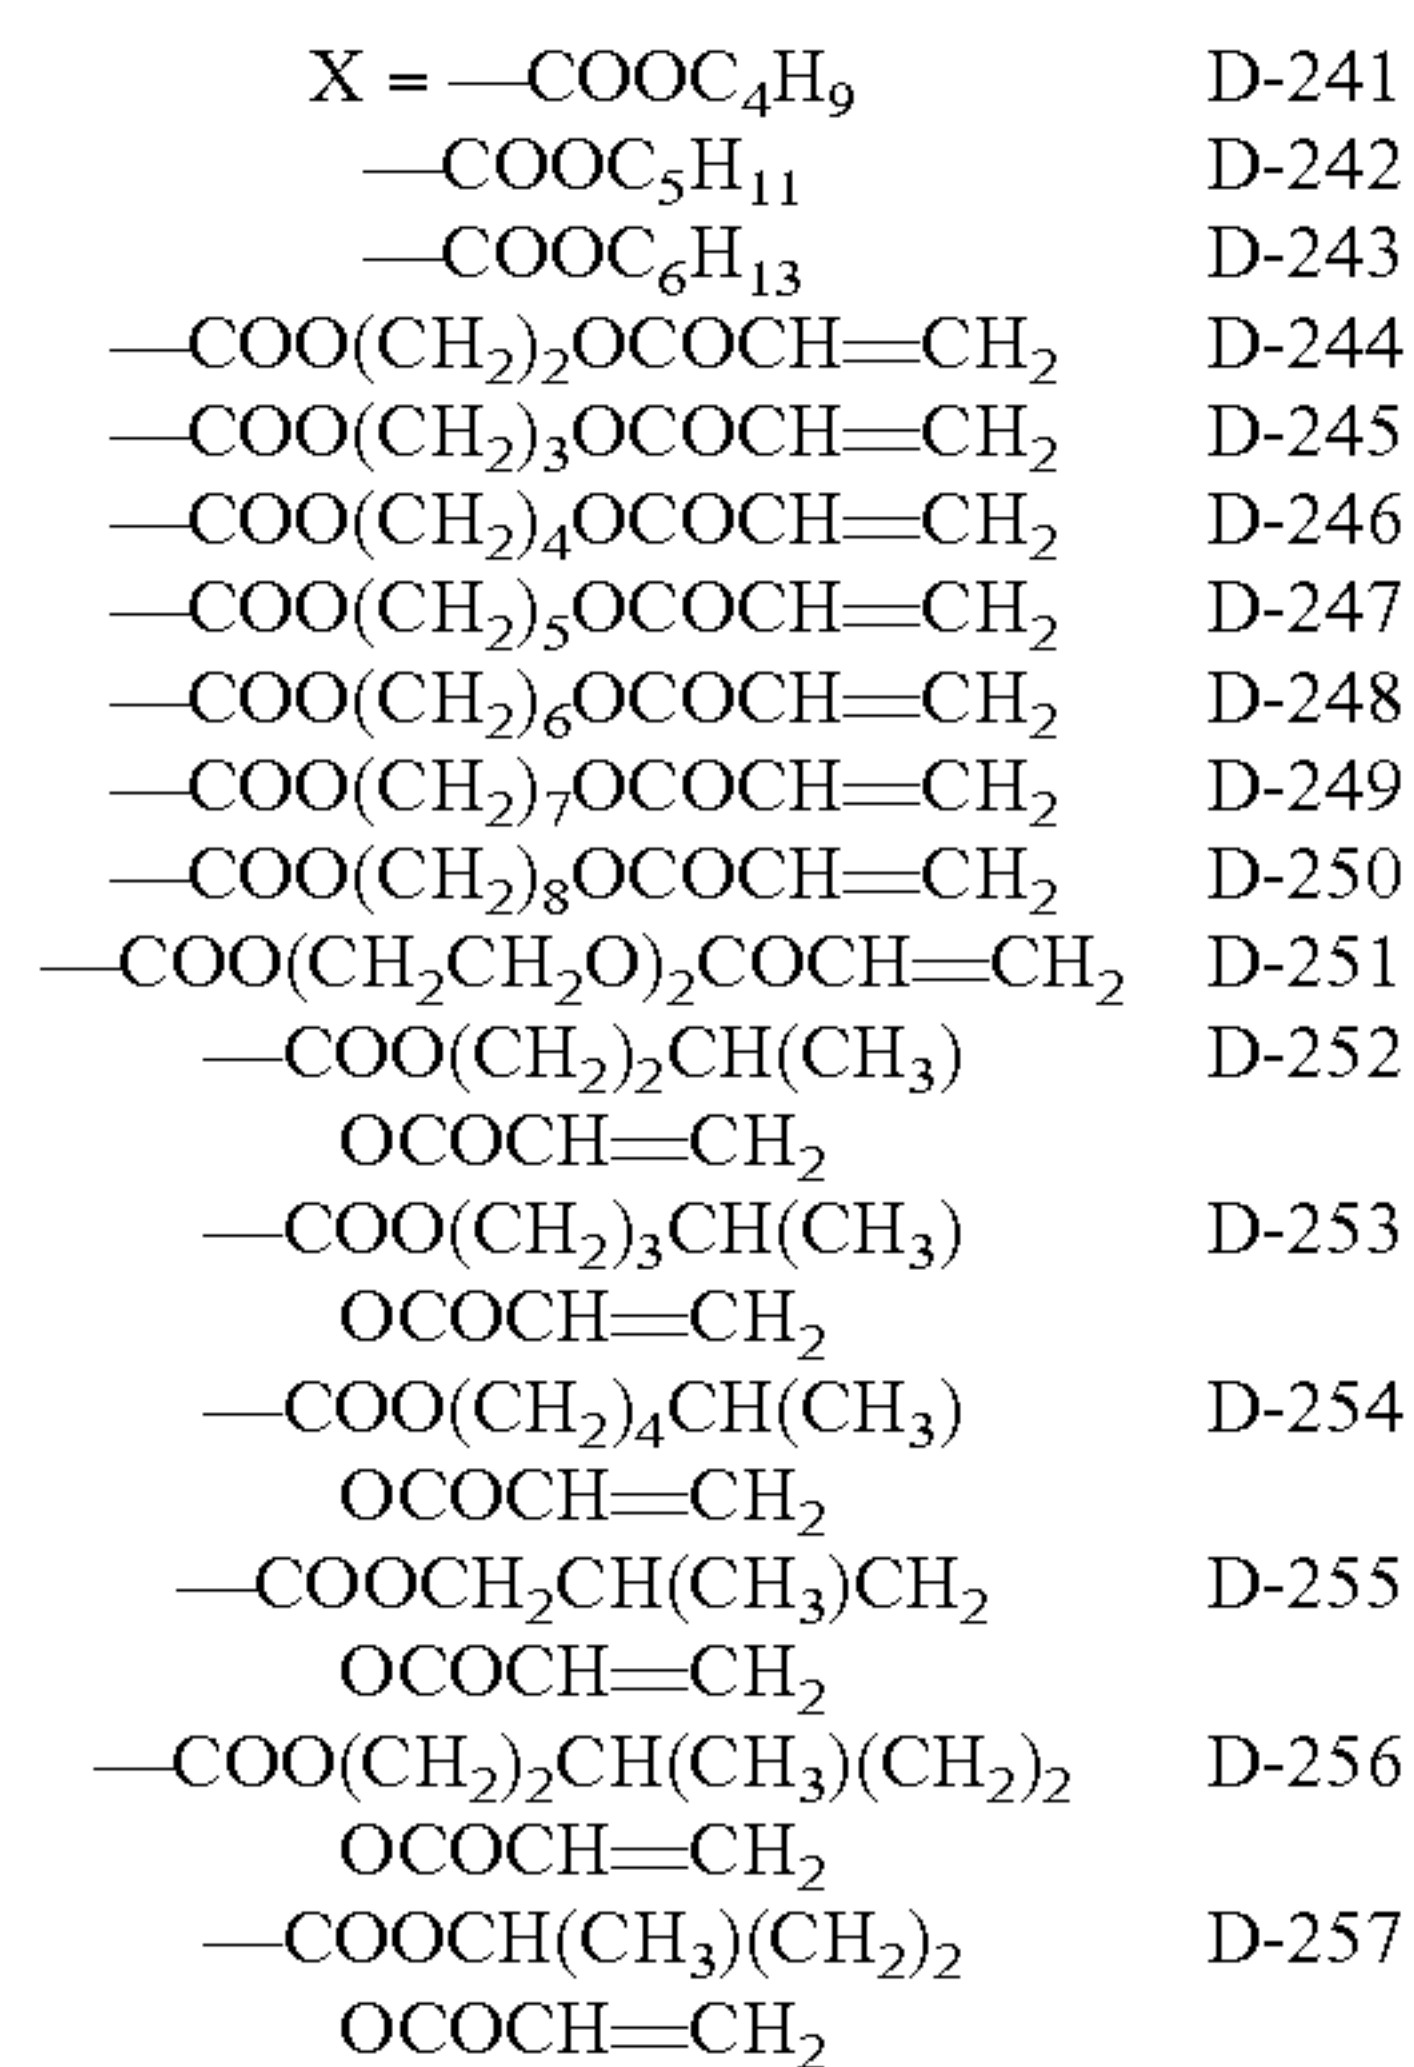 X = —COOC₄H₉ D-241
—COOC₅H₁₁ D-242
—COOC₆H₁₃ D-243
—COO(CH₂)₂OCOCH=CH₂ D-244
—COO(CH₂)₃OCOCH=CH₂ D-245
—COO(CH₂)₄OCOCH=CH₂ D-246
—COO(CH₂)₅OCOCH=CH₂ D-247
—COO(CH₂)₆OCOCH=CH₂ D-248
—COO(CH₂)₇OCOCH=CH₂ D-249
—COO(CH₂)₈OCOCH=CH₂ D-250
—COO(CH₂CH₂O)₂COCH=CH₂ D-251
—COO(CH₂)₂CH(CH₃) D-252
OCOCH=CH₂
—COO(CH₂)₃CH(CH₃) D-253
OCOCH=CH₂
—COO(CH₂)₄CH(CH₃) D-254
OCOCH=CH₂
—COOCH₂CH(CH₃)CH₂ D-255
OCOCH=CH₂
—COO(CH₂)₂CH(CH₃)(CH₂)₂ D-256
OCOCH=CH₂
—COOCH(CH₃)(CH₂)₂ D-257
OCOCH=CH₂